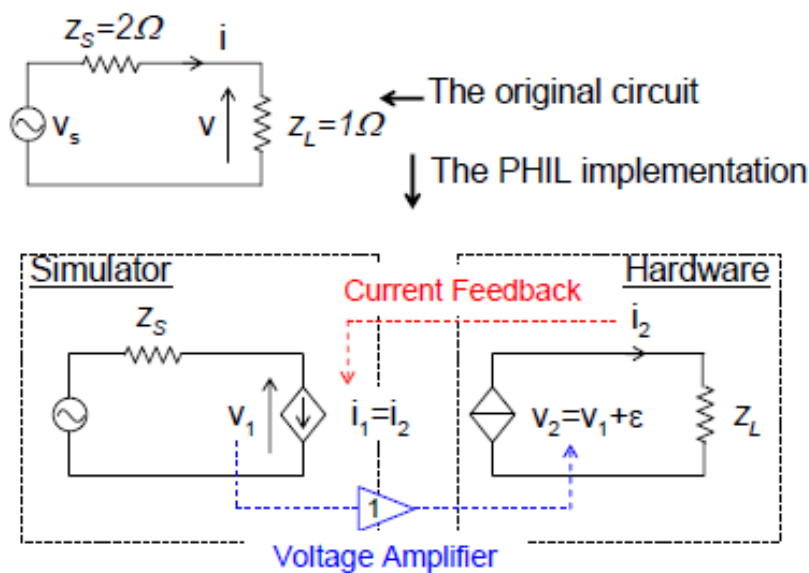 z_S=2Ω
i
v_s
v
z_L=1Ω
The original circuit
The PHIL implementation
Simulator
Hardware
Current Feedback
z_S
i_2
v_1
i_1=i_2
v_2=v_1+ε
z_L
1
Voltage Amplifier